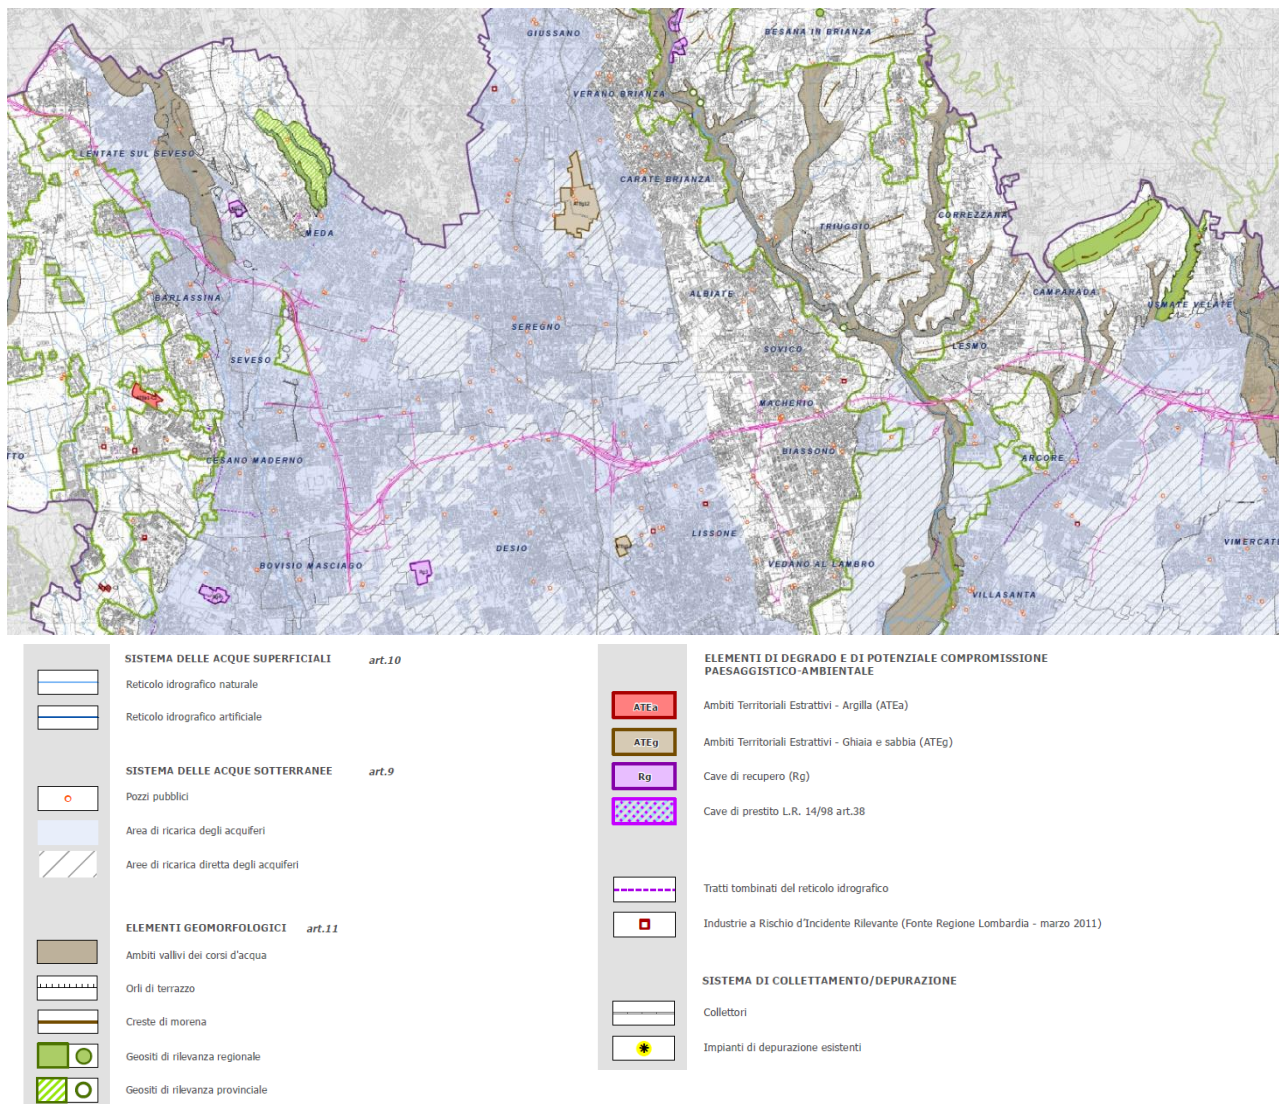 GIUSSANO
BESANA IN BRIANZA
VERANO BRIANZA
LENTATE SUL SEVESO
CARATE BRIANZA
MEDA
TRIUGGIO
CORREZZANA
BARLASSINA
ALBIATE
CAMPARADA
USMATE VELATE
SEREGNO
SEVESO
SOVICO
LESMO
MACHERIO
BIASSONO
ARCORE
CESANO MADERNO
DESIO
LISSONE
VIMERCAT
BOVISIO MASCIAGO
VEDANO AL LAMBRO
VILLASANTA
SISTEMA DELLE ACQUE SUPERFICIALI art.10
Reticolo idrografico naturale
Reticolo idrografico artificiale
SISTEMA DELLE ACQUE SOTTERRANEE art.9
Pozzi pubblici
Area di ricarica degli acquiferi
Aree di ricarica diretta degli acquiferi
ELEMENTI GEOMORFOLOGICI art.11
Ambiti vallivi dei corsi d'acqua
Orli di terrazzo
Creste di morena
Geositi di rilevanza regionale
Geositi di rilevanza provinciale
ELEMENTI DI DEGRADO E DI POTENZIALE COMPROMISSIONE
PAESAGGISTICO-AMBIENTALE
ATEa Ambiti Territoriali Estrattivi - Argilla (ATEa)
ATEg Ambiti Territoriali Estrattivi - Ghiaia e sabbia (ATEg)
Rg Cave di recupero (Rg)
Cave di prestito L.R. 14/98 art.38
Tratti tombinati del reticolo idrografico
Industrie a Rischio d'Incidente Rilevante (Fonte Regione Lombardia - marzo 2011)
SISTEMA DI COLLETTAMENTO/DEPURAZIONE
Collettori
Impianti di depurazione esistenti